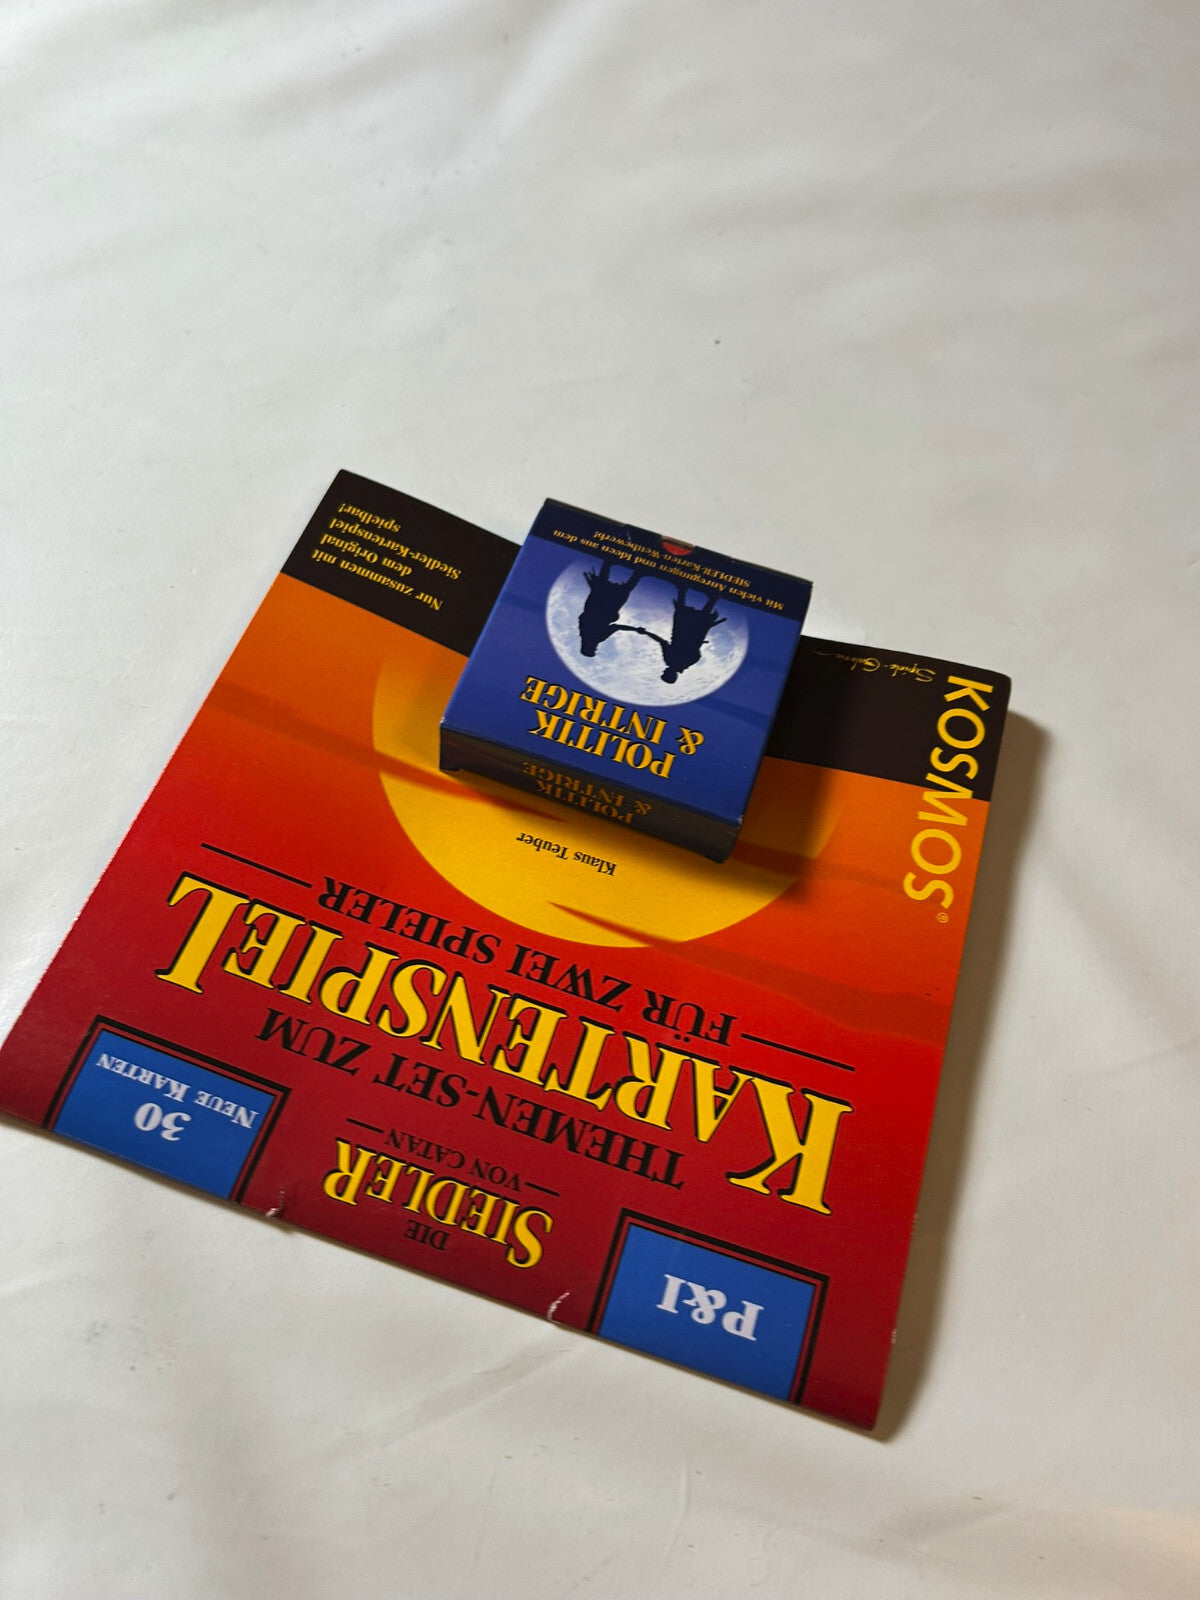 P&I
30
NEUE KARTEN
DIE
SIEDLER
VON CATAN
THEMEN-SET ZUM
KARTENSPIEL
FÜR ZWEI SPIELER
Klaus Teuber
POLITIK
& INTRIGE
POLITIK
& INTRIGE
Mit vielen Anregungen und Ideen aus dem
SIEDLER-Karten-Wettbewerb!
KOSMOS®
Spiele-Galerie
Nur zusammen mit
dem Original
Siedler-Kartenspiel
spielbar!